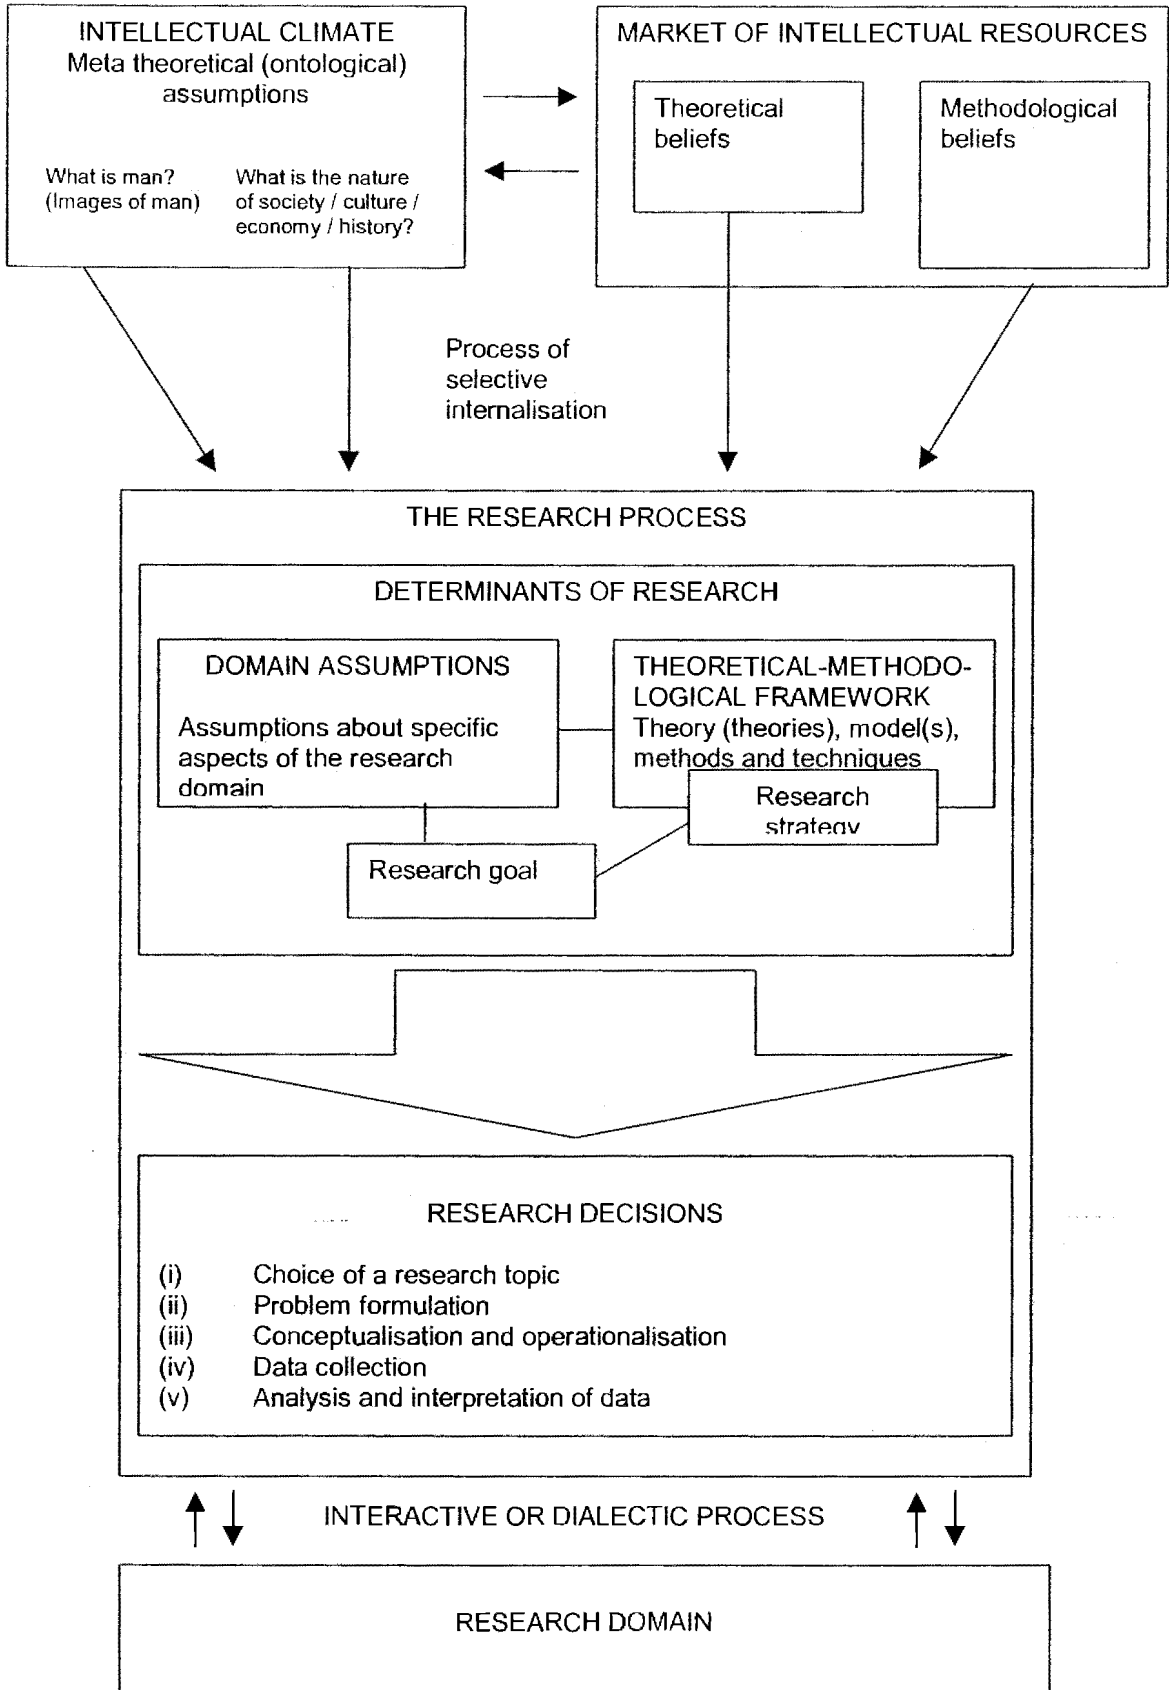 INTELLECTUAL CLIMATE
Meta theoretical (ontological)
assumptions
What is man?
(Images of man)
What is the nature
of society / culture /
economy / history?
MARKET OF INTELLECTUAL RESOURCES
Theoretical
beliefs
Methodological
beliefs
Process of
selective
internalisation
THE RESEARCH PROCESS
DETERMINANTS OF RESEARCH
DOMAIN ASSUMPTIONS
Assumptions about specific
aspects of the research
domain
THEORETICAL-METHODO-
LOGICAL FRAMEWORK
Theory (theories), model(s),
methods and techniques
Research
strategy
Research goal
RESEARCH DECISIONS
(i) Choice of a research topic
(ii) Problem formulation
(iii) Conceptualisation and operationalisation
(iv) Data collection
(v) Analysis and interpretation of data
INTERACTIVE OR DIALECTIC PROCESS
RESEARCH DOMAIN